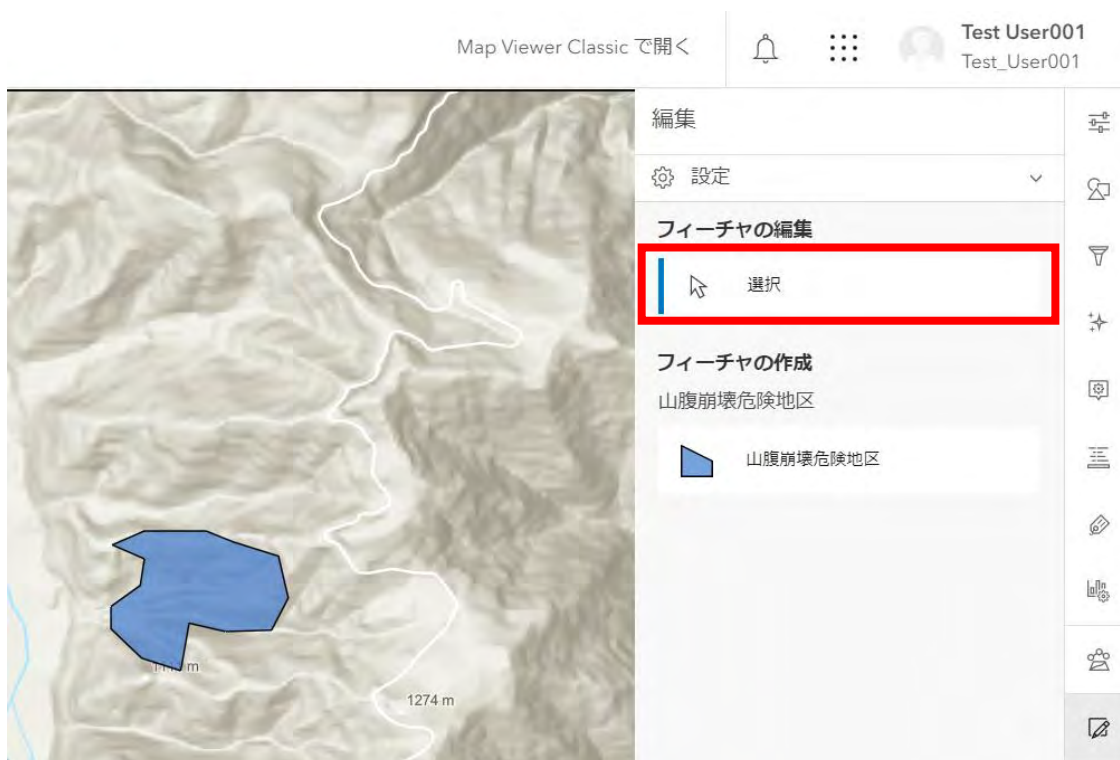 Map Viewer Classic で開く
Test User001
Test_User001
編集
設定
フィーチャの編集
選択
フィーチャの作成
山腹崩壊危険地区
山腹崩壊危険地区
m
1274 m